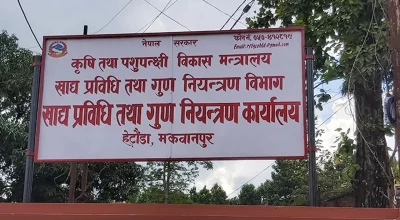 नेपाल सरकार
कृषि तथा पशुपन्छी विकास मन्त्रालय
खाद्य प्रविधि तथा गुण नियन्त्रण विभाग
खाद्य प्रविधि तथा गुण नियन्त्रण कार्यालय
हेटौंडा, मकवानपुर